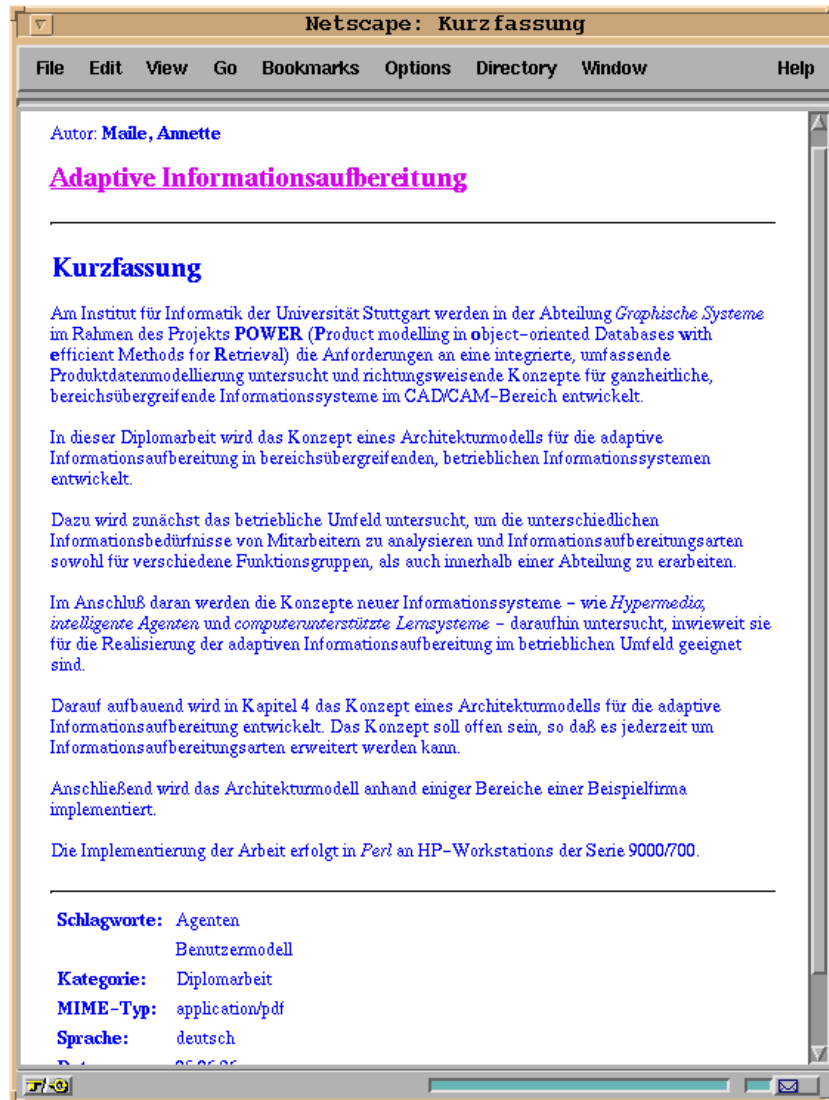 Netscape: Kurzfassung
File Edit View Go Bookmarks Options Directory Window Help
Autor: Maile, Annette
Adaptive Informationsaufbereitung
Kurzfassung
Am Institut für Informatik der Universität Stuttgart werden in der Abteilung Graphische Systeme
im Rahmen des Projekts POWER (Product modelling in object-oriented Databases with
efficient Methods for Retrieval) die Anforderungen an eine integrierte, umfassende
Produktdatenmodellierung untersucht und richtungsweisende Konzepte für ganzheitliche,
bereichsübergreifende Informationssysteme im CAD/CAM-Bereich entwickelt.
In dieser Diplomarbeit wird das Konzept eines Architekturmodells für die adaptive
Informationsaufbereitung in bereichsübergreifenden, betrieblichen Informationssystemen
entwickelt.
Dazu wird zunächst das betriebliche Umfeld untersucht, um die unterschiedlichen
Informationsbedürfnisse von Mitarbeitern zu analysieren und Informationsaufbereitungsarten
sowohl für verschiedene Funktionsgruppen, als auch innerhalb einer Abteilung zu erarbeiten.
Im Anschluß daran werden die Konzepte neuer Informationssysteme - wie Hypermedia,
intelligente Agenten und computerunterstützte Lernsysteme - daraufhin untersucht, inwieweit sie
für die Realisierung der adaptiven Informationsaufbereitung im betrieblichen Umfeld geeignet
sind.
Darauf aufbauend wird in Kapitel 4 das Konzept eines Architekturmodells für die adaptive
Informationsaufbereitung entwickelt. Das Konzept soll offen sein, so daß es jederzeit um
Informationsaufbereitungsarten erweitert werden kann.
Anschließend wird das Architekturmodell anhand einiger Bereiche einer Beispielfirma
implementiert.
Die Implementierung der Arbeit erfolgt in Perl an HP-Workstations der Serie 9000/700.
Schlagworte: Agenten
Benutzermodell
Kategorie: Diplomarbeit
MIME-Typ: application/pdf
Sprache: deutsch